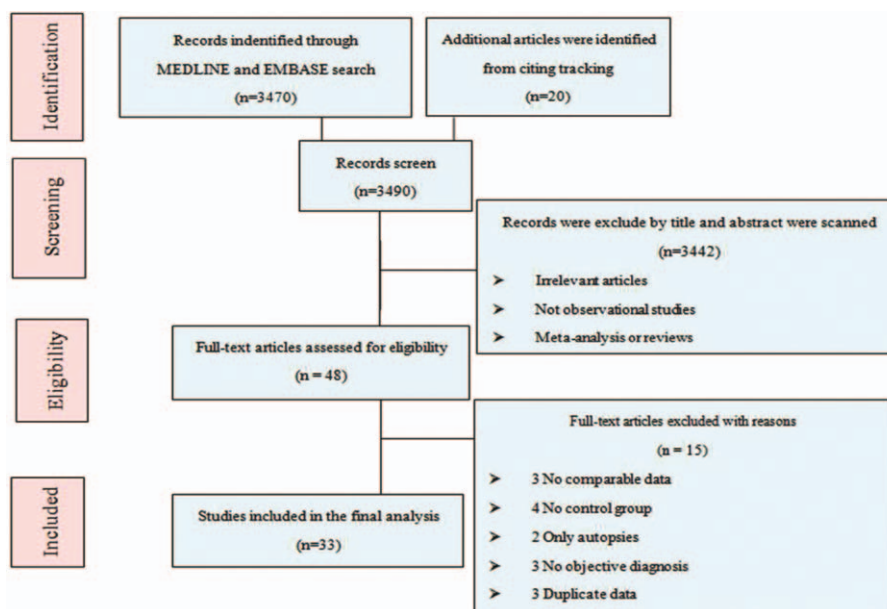 Identification
Records indentified through
MEDLINE and EMBASE search
(n=3470)
Additional articles were identified
from citing tracking
(n=20)
Screening
Records screen
(n=3490)
Records were exclude by title and abstract were scanned
(n=3442)
➤ Irrelevant articles
➤ Not observational studies
➤ Meta-analysis or reviews
Eligibility
Full-text articles assessed for eligibility
(n = 48)
Full-text articles excluded with reasons
(n = 15)
➤ 3 No comparable data
➤ 4 No control group
➤ 2 Only autopsies
➤ 3 No objective diagnosis
➤ 3 Duplicate data
Included
Studies included in the final analysis
(n=33)